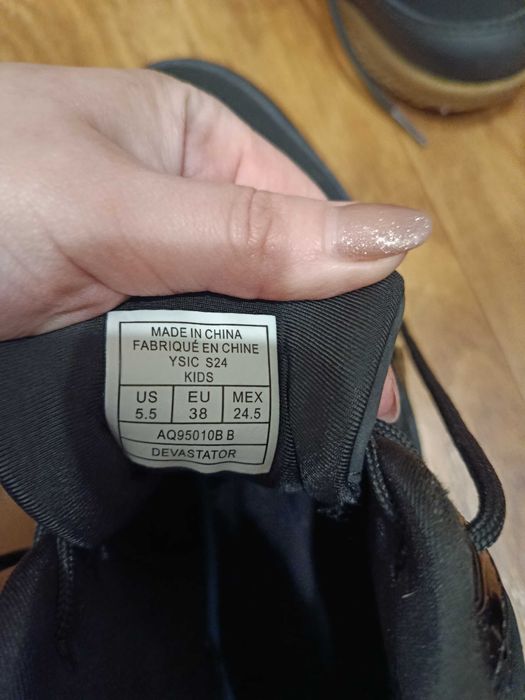 MADE IN CHINA
FABRIQUÉ EN CHINE
YSIC S24
KIDS
US EU MEX
5.5 38 24.5
AQ95010B B
DEVASTATOR